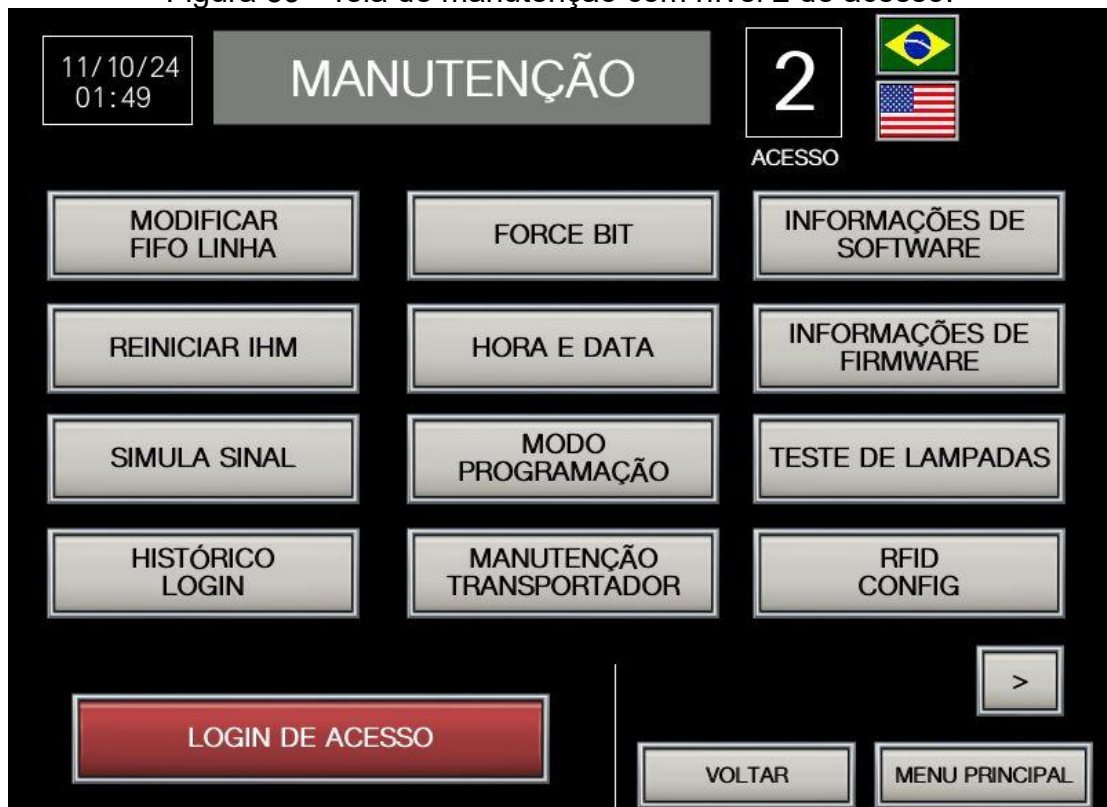 11/10/24
01:49
MANUTENÇÃO
2
ACESSO
MODIFICAR
FIFO LINHA
FORCE BIT
INFORMAÇÕES DE
SOFTWARE
REINICIAR IHM
HORA E DATA
INFORMAÇÕES DE
FIRMWARE
SIMULA SINAL
MODO
PROGRAMAÇÃO
TESTE DE LAMPADAS
HISTÓRICO
LOGIN
MANUTENÇÃO
TRANSPORTADOR
RFID
CONFIG
>
LOGIN DE ACESSO
VOLTAR
MENU PRINCIPAL